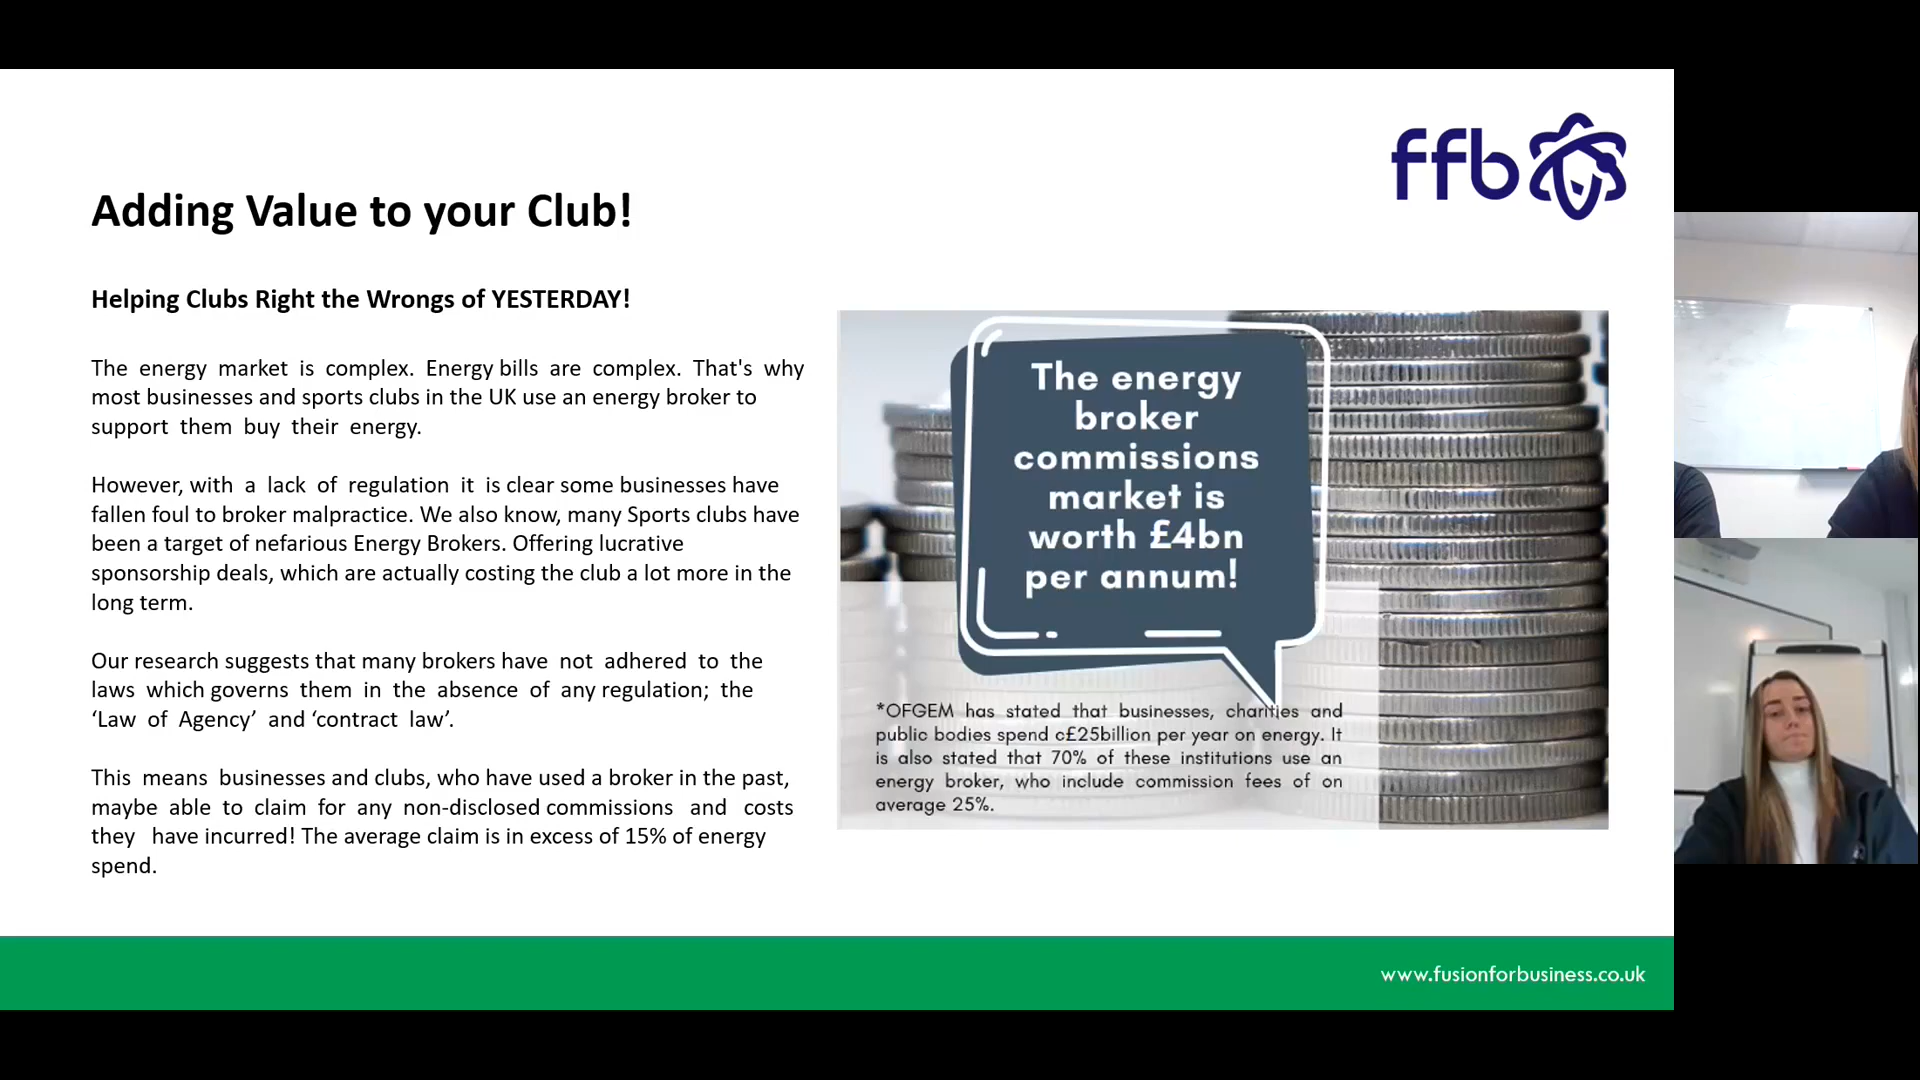 ffb
Adding Value to your Club!
Helping Clubs Right the Wrongs of YESTERDAY!
The energy market is complex. Energy bills are complex. That's why
most businesses and sports clubs in the UK use an energy broker to
support them buy their energy.
However, with a lack of regulation it is clear some businesses have
fallen foul to broker malpractice. We also know, many Sports clubs have
been a target of nefarious Energy Brokers. Offering lucrative
sponsorship deals, which are actually costing the club a lot more in the
long term.
Our research suggests that many brokers have not adhered to the
laws which governs them in the absence of any regulation; the
‘Law of Agency’ and ‘contract law’.
This means businesses and clubs, who have used a broker in the past,
maybe able to claim for any non-disclosed commissions and costs
they have incurred! The average claim is in excess of 15% of energy
spend.
The energy
broker
commissions
market is
worth £4bn
per annum!
*OFGEM has stated that businesses, charities and
public bodies spend c£25billion per year on energy. It
is also stated that 70% of these institutions use an
energy broker, who include commission fees of on
average 25%.
www.fusionforbusiness.co.uk